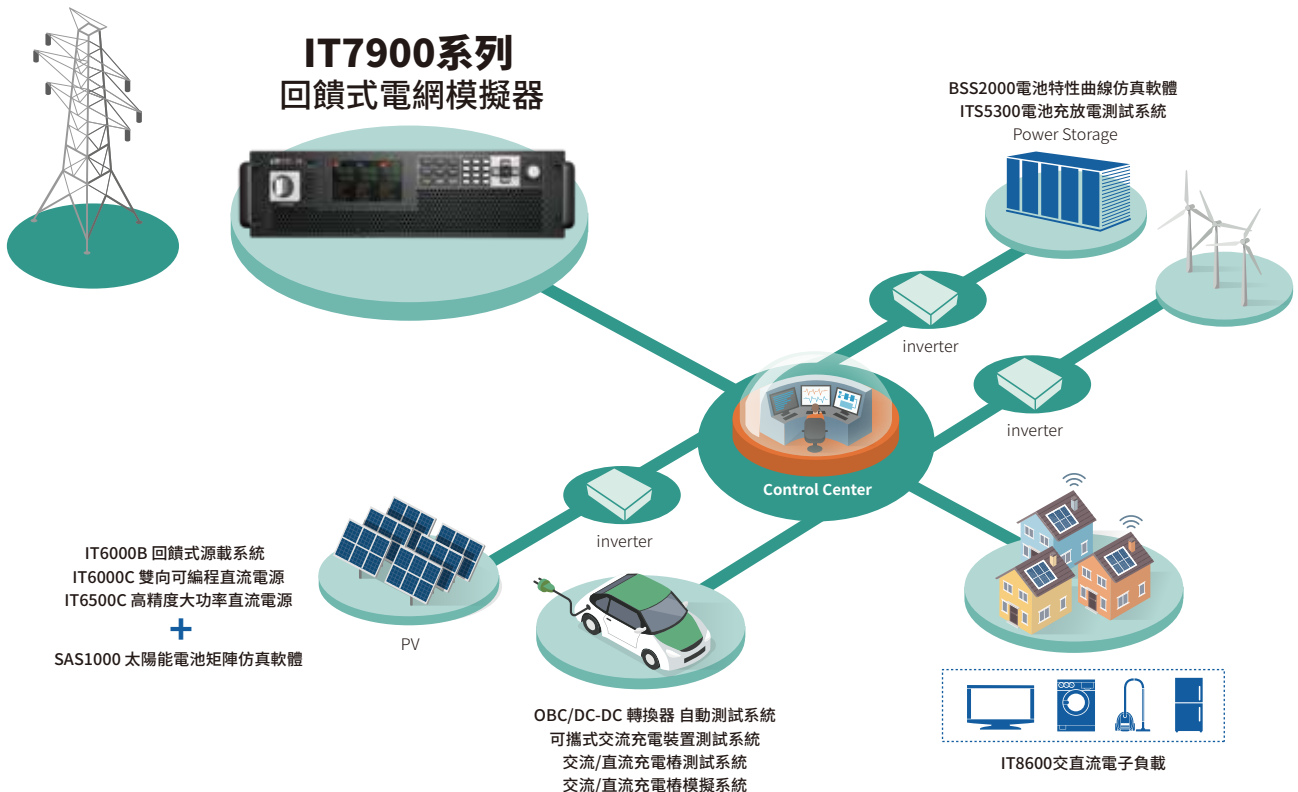 IT7900系列
回饋式電網模擬器
BSS2000電池特性曲線仿真軟體
ITS5300電池充放電測試系統
Power Storage
inverter
inverter
Control Center
inverter
IT6000B 回饋式源載系統
IT6000C 雙向可編程直流電源
IT6500C 高精度大功率直流電源
+
SAS1000 太陽能電池矩陣仿真軟體
PV
OBC/DC-DC 轉換器 自動測試系統
可攜式交流充電裝置測試系統
交流/直流充電樁測試系統
交流/直流充電樁模擬系統
IT8600交直流電子負載